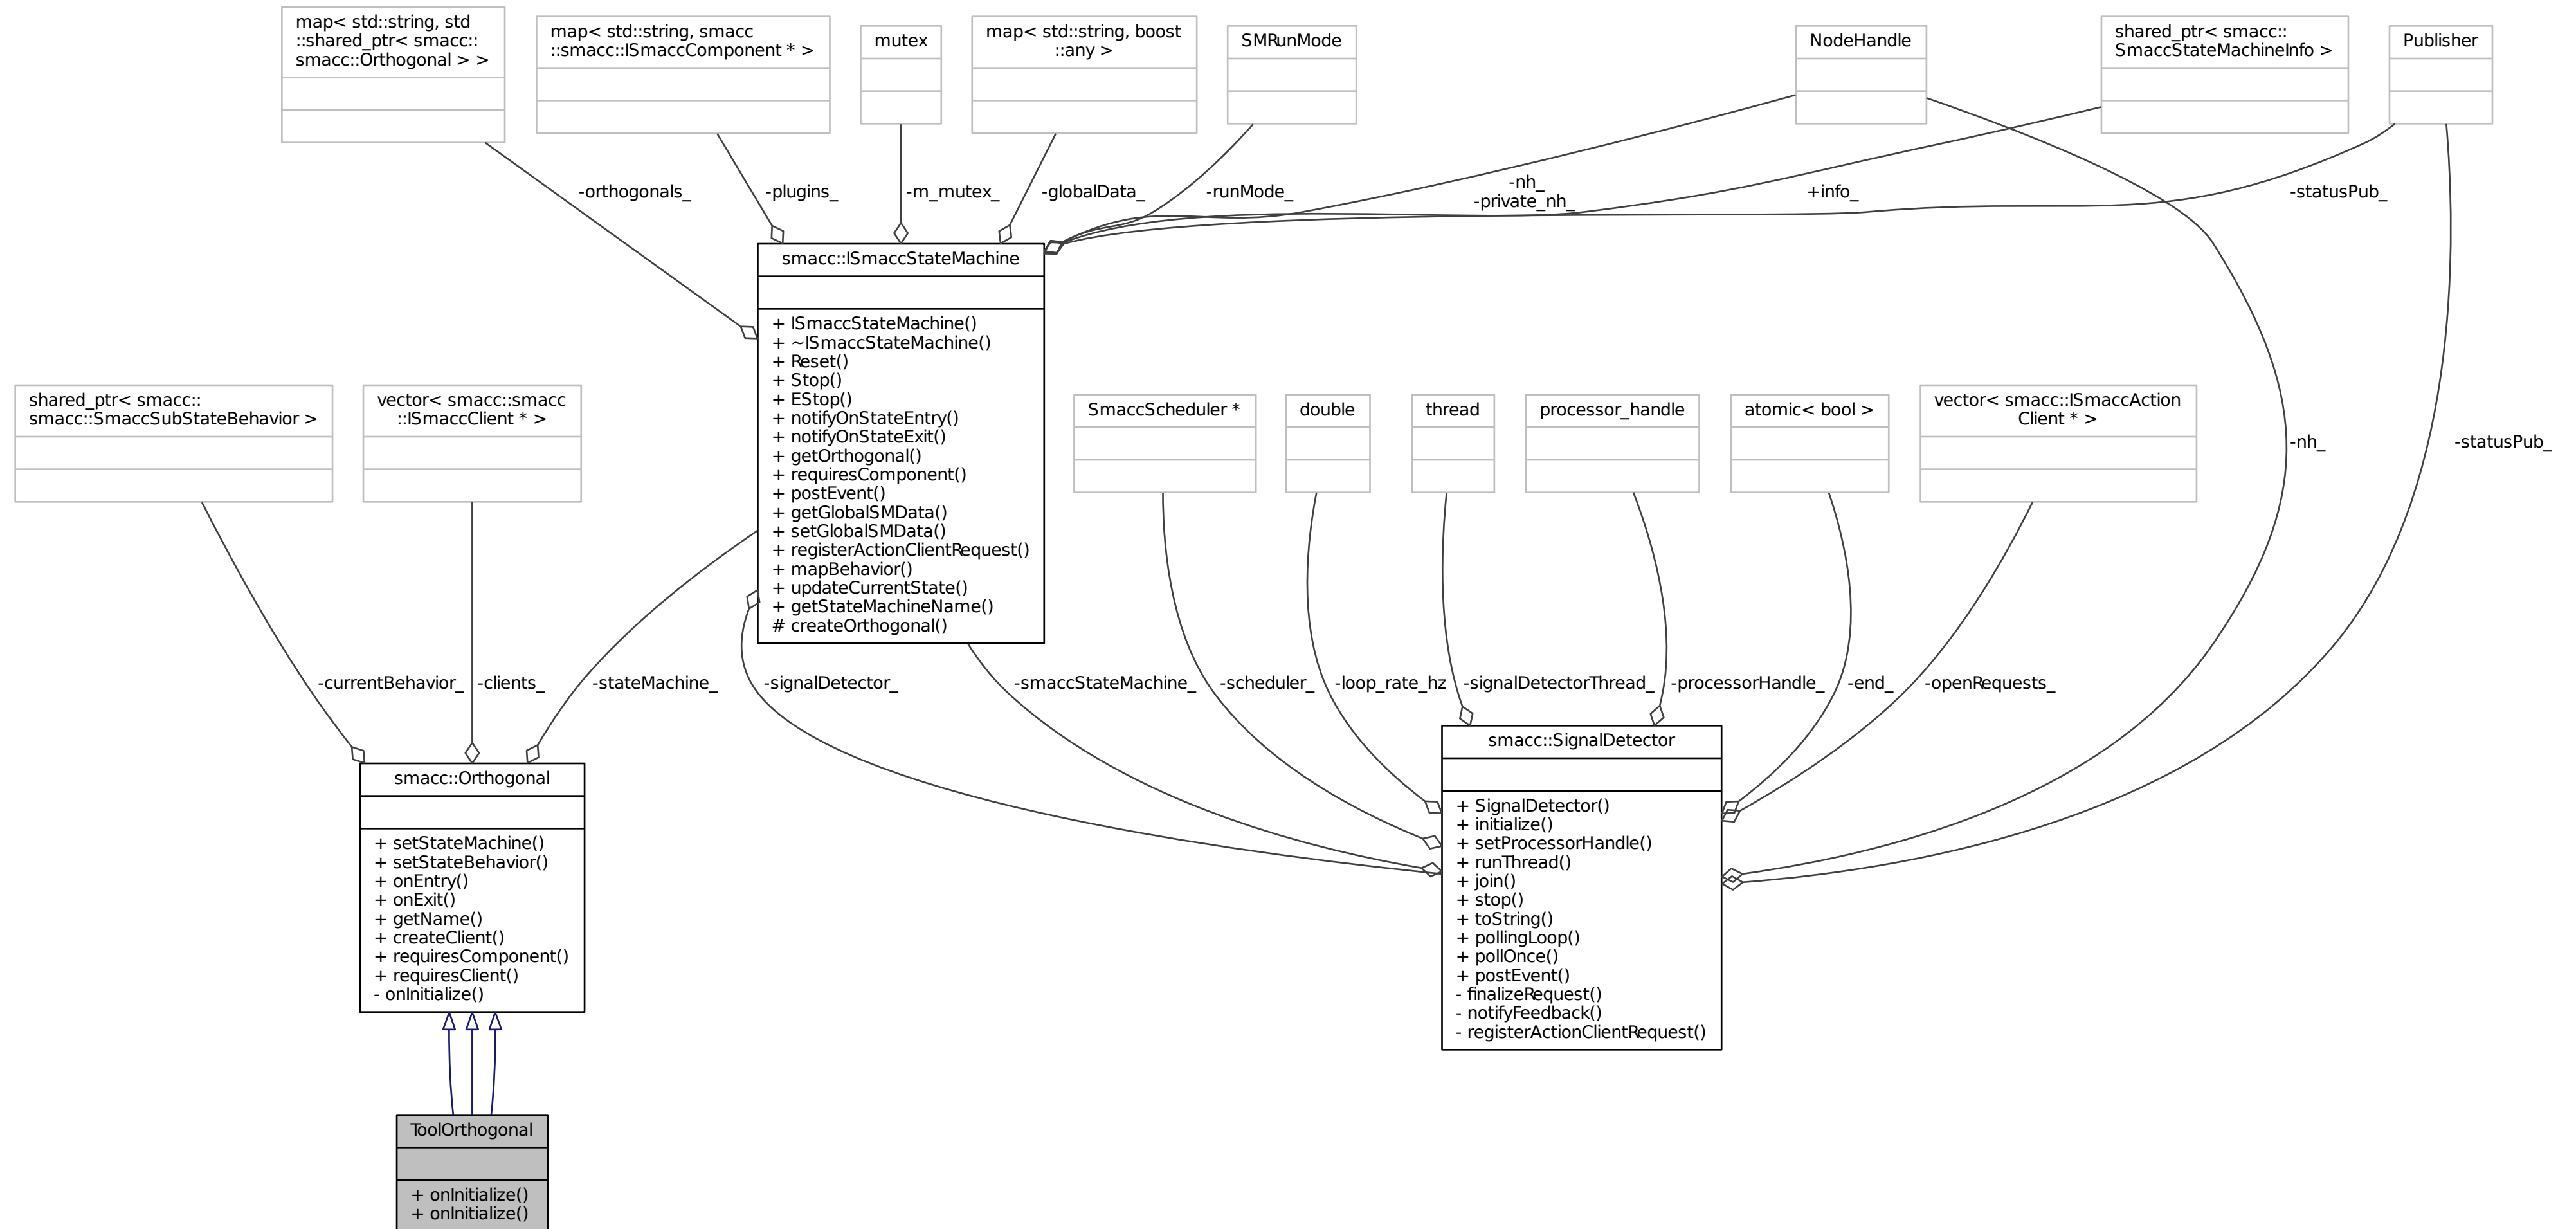 map< std::string, std
::shared_ptr< smacc::
smacc::Orthogonal > >
map< std::string, smacc
::smacc::ISmaccComponent * >
mutex
map< std::string, boost
::any >
SMRunMode
NodeHandle
shared_ptr< smacc::
SmaccStateMachineInfo >
Publisher
-orthogonals_
-plugins_
-m_mutex_
-globalData_
-runMode_
-nh_
-private_nh_
+info_
-statusPub_
smacc::ISmaccStateMachine
+ ISmaccStateMachine()
+ ~ISmaccStateMachine()
+ Reset()
+ Stop()
+ EStop()
+ notifyOnStateEntry()
+ notifyOnStateExit()
+ getOrthogonal()
+ requiresComponent()
+ postEvent()
+ getGlobalSMData()
+ setGlobalSMData()
+ registerActionClientRequest()
+ mapBehavior()
+ updateCurrentState()
+ getStateMachineName()
# createOrthogonal()
shared_ptr< smacc::
smacc::SmaccSubStateBehavior >
vector< smacc::smacc
::ISmaccClient * >
SmaccScheduler *
double
thread
processor_handle
atomic< bool >
vector< smacc::ISmaccAction
Client * >
-nh_
-statusPub_
-currentBehavior_
-clients_
-stateMachine_
-signalDetector_
-smaccStateMachine_
-scheduler_
-loop_rate_hz
-signalDetectorThread_
-processorHandle_
-end_
-openRequests_
smacc::Orthogonal
+ setStateMachine()
+ setStateBehavior()
+ onEntry()
+ onExit()
+ getName()
+ createClient()
+ requiresComponent()
+ requiresClient()
- onInitialize()
smacc::SignalDetector
+ SignalDetector()
+ initialize()
+ setProcessorHandle()
+ runThread()
+ join()
+ stop()
+ toString()
+ pollingLoop()
+ pollOnce()
+ postEvent()
- finalizeRequest()
- notifyFeedback()
- registerActionClientRequest()
ToolOrthogonal
+ onInitialize()
+ onInitialize()